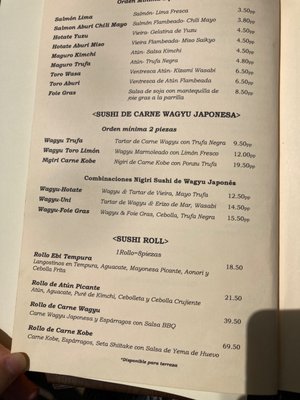 Salmón Lima Salmón- Lima Fresca 3.50pp
Salmon Aburi Chili Mayo Salmón Flambeado- Chili Mayo 3.80pp
Hotate Yuzu Vieira- Gelatina de Yuzu 4.50pp
Hotate Aburi Miso Vieira Flambeada- Miso Saikyo 4.50pp
Maguro Kimchi Atún- Salsa Kimchi 4.50pp
Maguro Trufa Atún- Trufa Negra 4.80pp
Toro Wasa Ventresca Atún- Kizami Wasabi 6.50pp
Toro Aburi Ventresca de Atún Flambeada 6.50pp
Foie Gras Salsa de soja con mantequilla de 8.50pp
foie gras a la parrilla
<SUSHI DE CARNE WAGYU JAPONESA>
Orden mínima 2 piezas
Wagyu Trufa Tartar de Carne Wagyu con Trufa Negra 9.50pp
Wagyu Toro Limón Wagyu Marmoleado con Limón Fresco 12.00pp
Nigiri Carne Kobe Nigiri de Carne Kobe con Ponzu Trufa 19.50pp
Combinaciones Nigiri Sushi de Wagyu Japonés
Wagyu-Hotate Wagyu & Tartar de Vieira, Mayo Trufa 12.50pp
Wagyu-Uni Tartar de Wagyu & Erizo de Mar, Wasabi 14.50pp
Wagyu-Foie Gras Wagyu & Foie Gras, Cebolla, Trufa Negra 15.50pp
<SUSHI ROLL>
1Rollo=5piezas
Rollo Ebi Tempura
Langostinos en Tempura, Aguacate, Mayonesa Picante, Aonori y 18.50
Cebolla Frita
Rollo de Atún Picante
Atún, Aguacate, Puré de Kimchi, Cebolleta y Cebolla Crujiente 21.50
Rollo de Carne Wagyu
Carne Wagyu Japonesa y Espárragos con Salsa BBQ 39.50
Rollo de Carne Kobe
Carne Kobe, Espárragos, Seta Shiitake con Salsa de Yema de Huevo 69.50
*Disponible para terraza